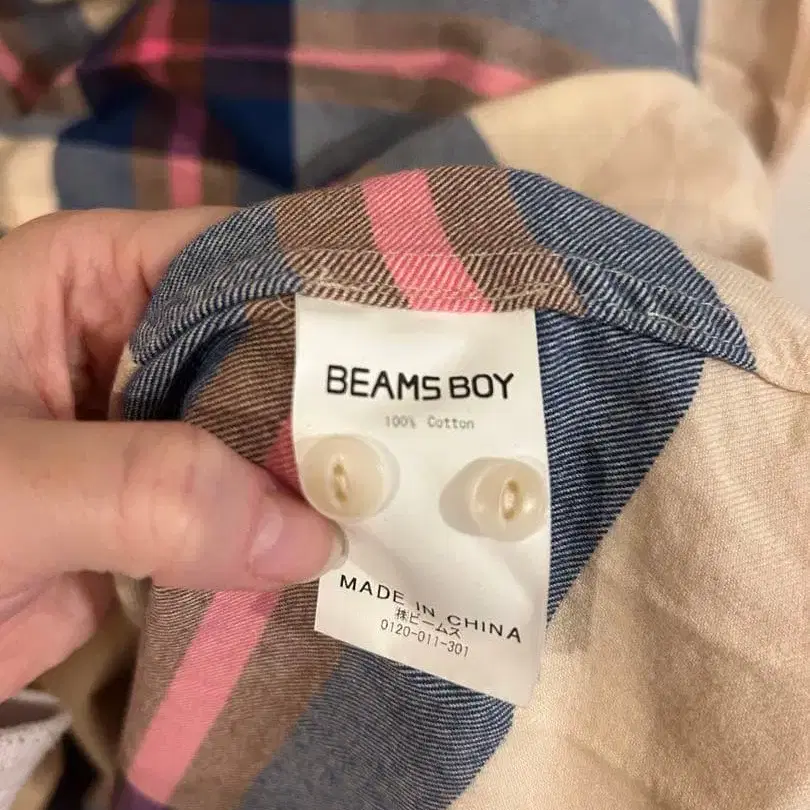 BEAMS BOY
100% Cotton
MADE IN CHINA
㈱ビームス
0120-011-301